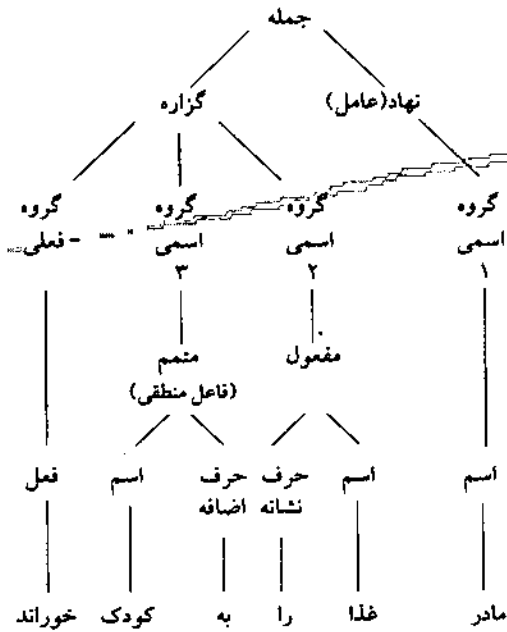 جمله
نهاد(عامل) گزاره
گروه گروه گروه گروه
اسمی اسمی اسمی فعلی
۱ ۲ ۳
مفعول متمم
(فاعل منطقی)
اسم اسم حرف حرف اسم فعل
نشانه اضافه
مادر غذا را به کودک خوراند